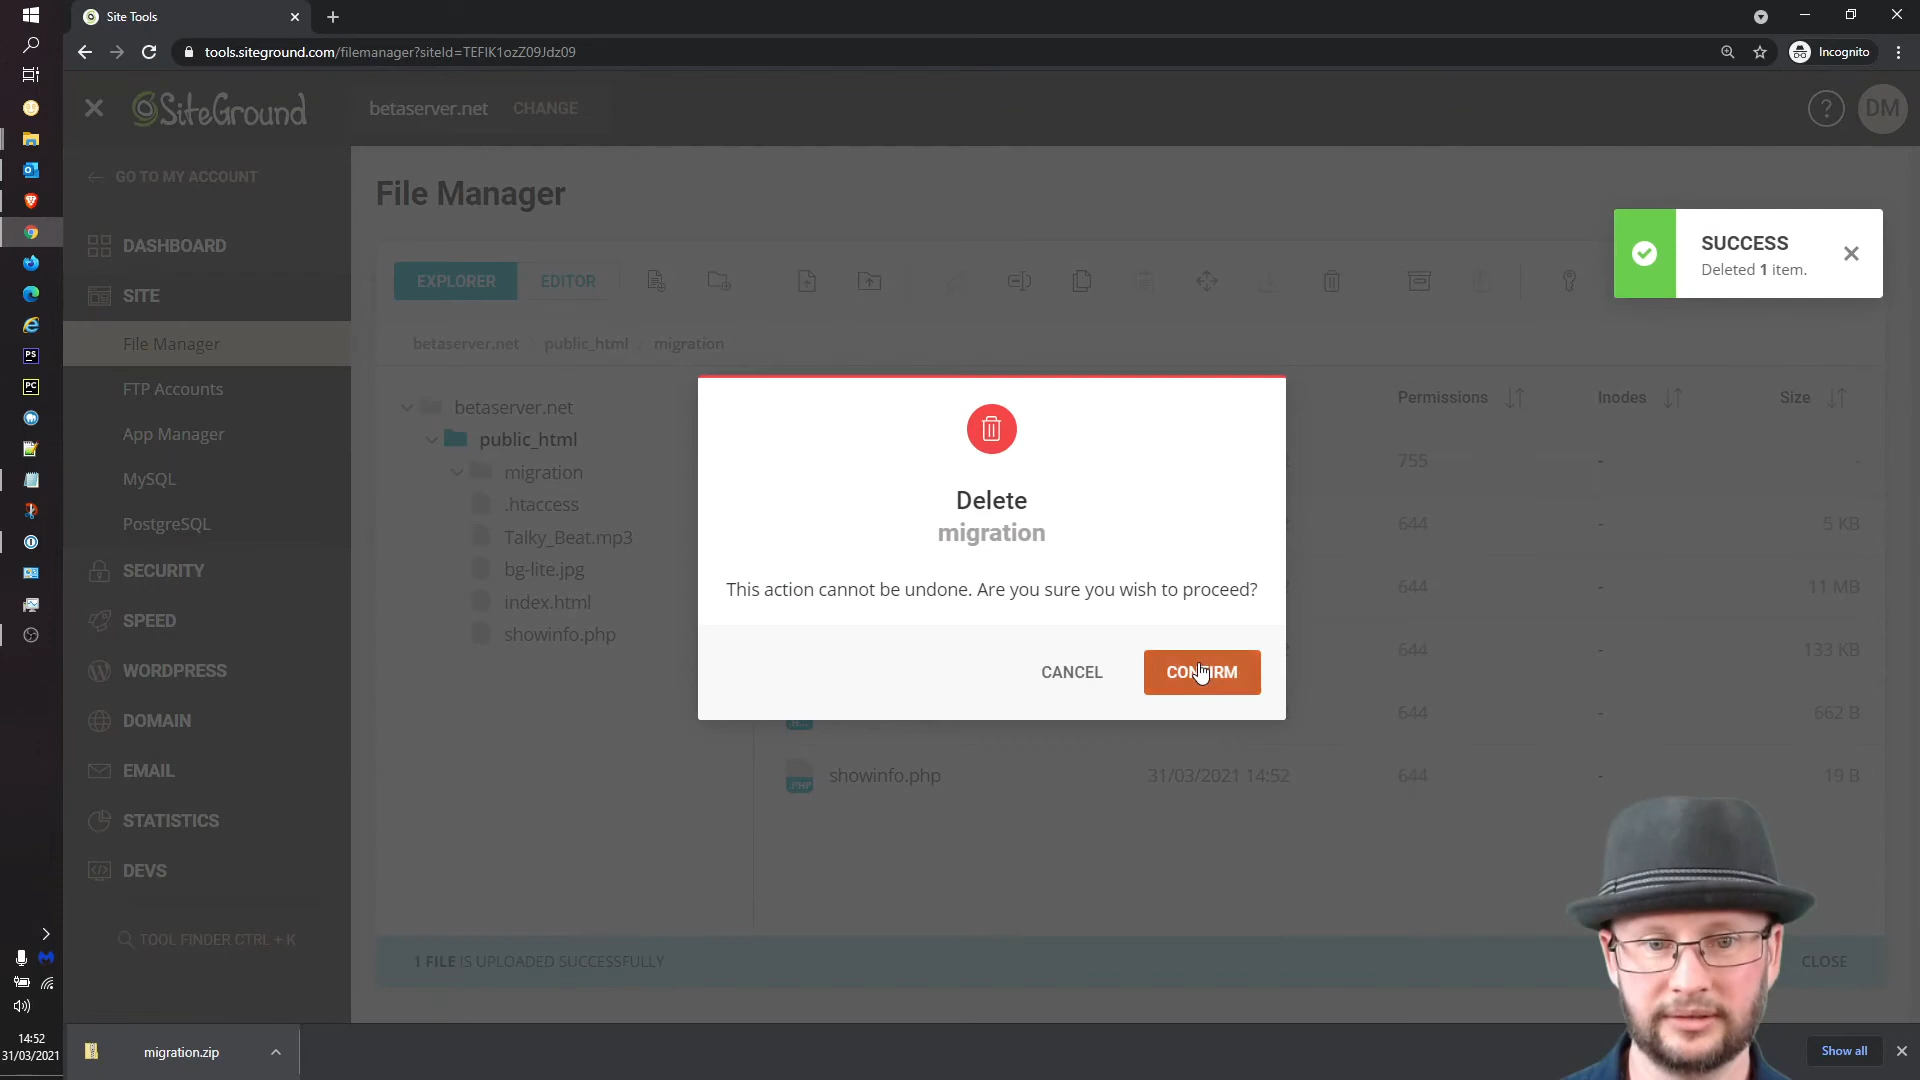 Site Tools
tools.siteground.com/filemanager?siteId=TEFIK1ozZ09Jdz09
Incognito
SiteGround
betaserver.net CHANGE
DM
GO TO MY ACCOUNT
File Manager
DASHBOARD
SITE
File Manager
FTP Accounts
App Manager
MySQL
PostgreSQL
SECURITY
SPEED
WORDPRESS
DOMAIN
EMAIL
STATISTICS
DEVS
TOOL FINDER CTRL + K
EXPLORER EDITOR
SUCCESS
Deleted 1 item.
betaserver.net public_html migration
Permissions Inodes Size
betaserver.net
public_html
migration
.htaccess
Talky_Beat.mp3
bg-lite.jpg
index.html
showinfo.php
755 - -
644 - 5 KB
644 - 11 MB
644 - 133 KB
644 - 662 B
showinfo.php 31/03/2021 14:52 644 - 19 B
Delete
migration
This action cannot be undone. Are you sure you wish to proceed?
CANCEL CONFIRM
1 FILE IS UPLOADED SUCCESSFULLY CLOSE
14:52
31/03/2021
migration.zip
Show all